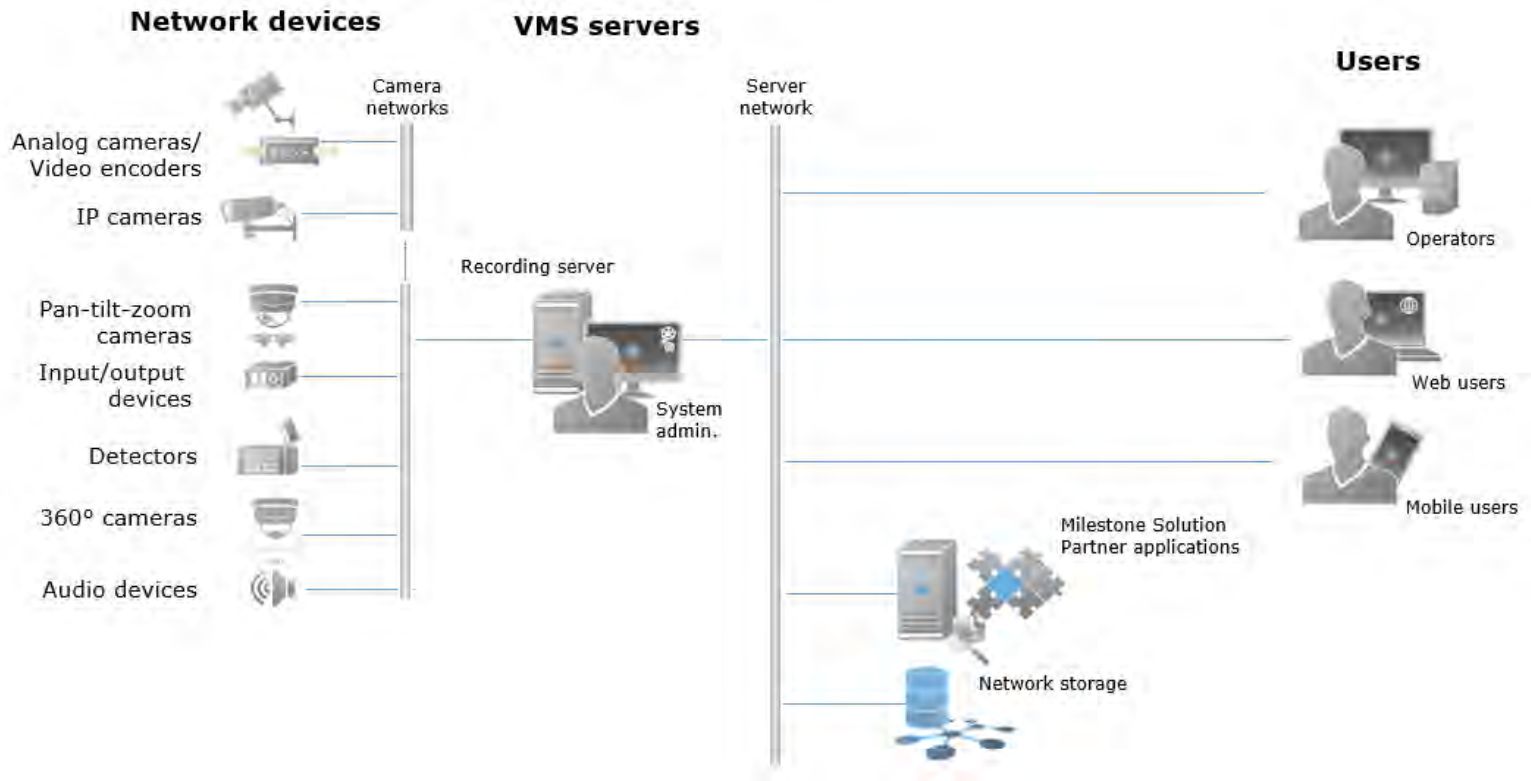 Network devices
VMS servers
Users
Camera
networks
Server
network
Analog cameras/
Video encoders
IP cameras
Pan-tilt-zoom
cameras
Input/output
devices
Detectors
360º cameras
Audio devices
Recording server
System
admin.
Operators
Web users
Mobile users
Milestone Solution
Partner applications
Network storage